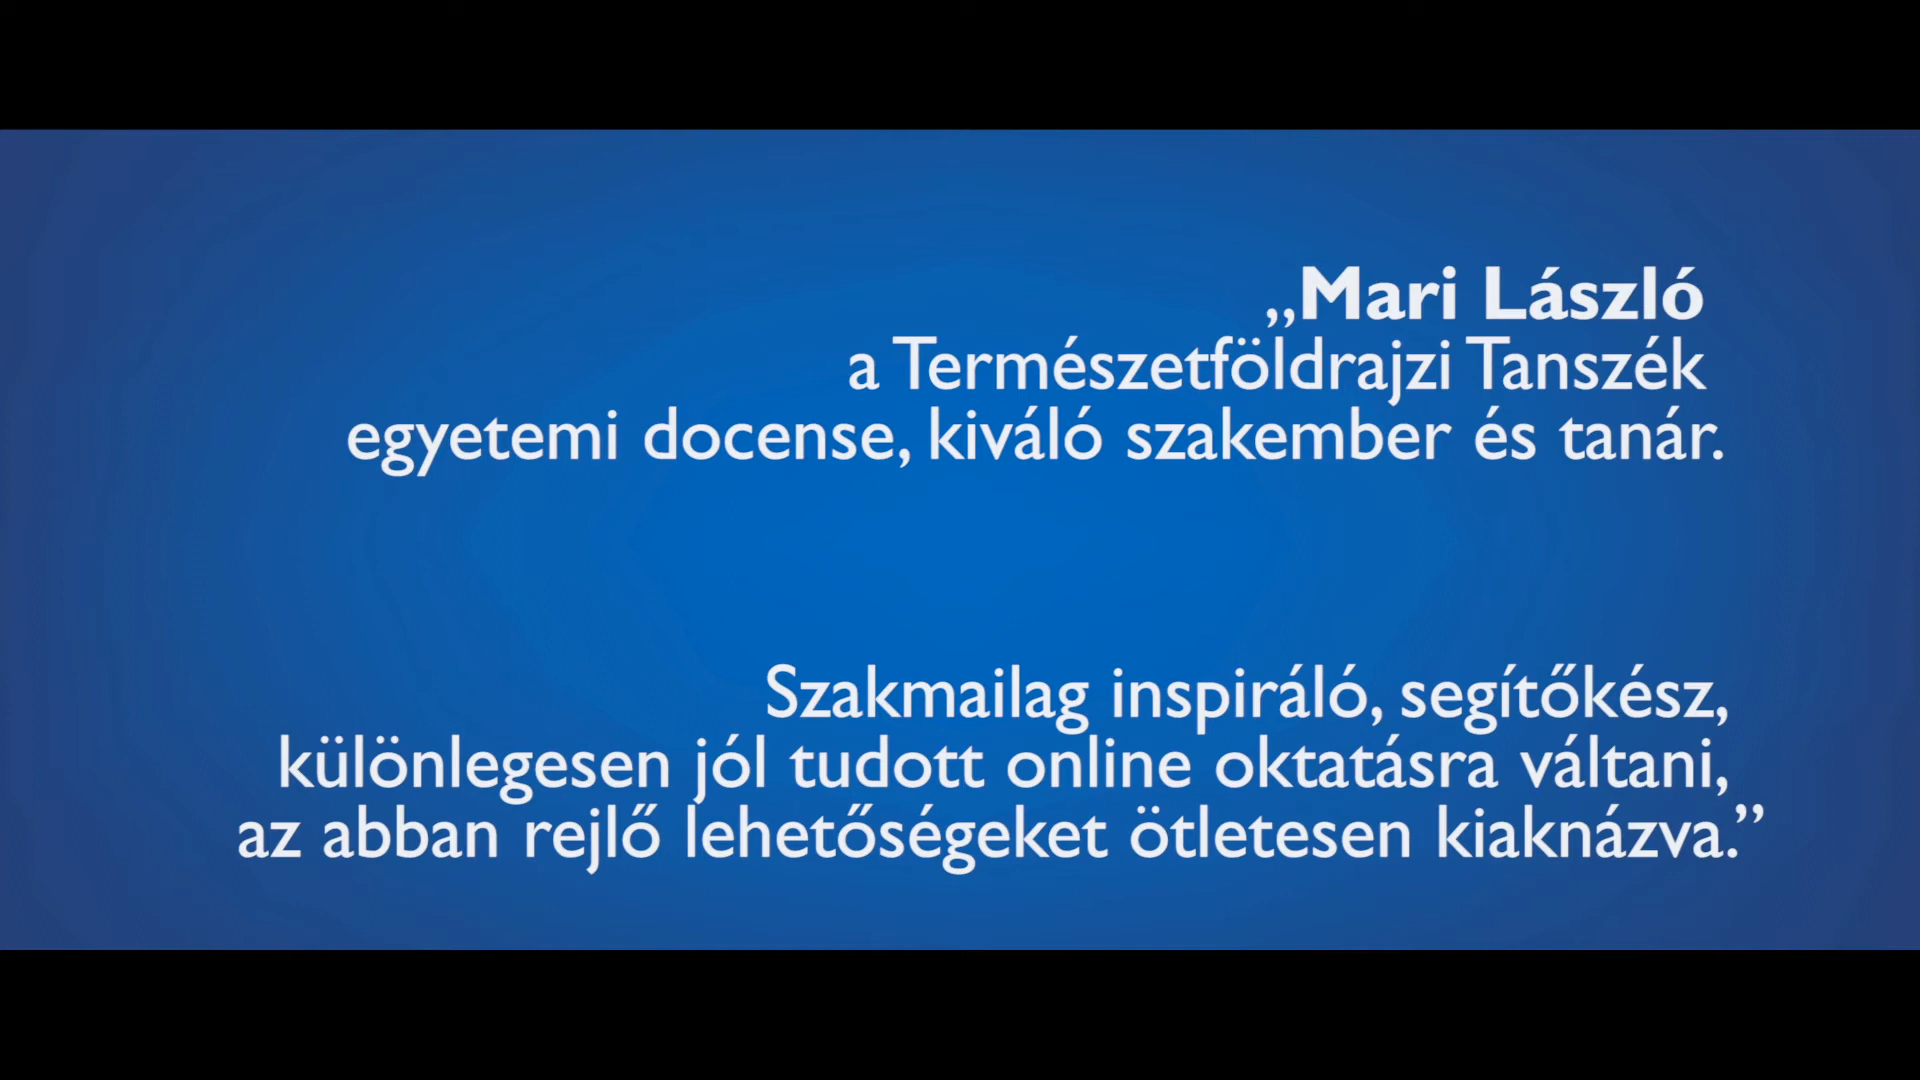 „Mari László
a Természetföldrajzi Tanszék
egyetemi docense, kiváló szakember és tanár.
Szakmailag inspiráló, segítőkész,
különlegesen jól tudott online oktatásra váltani,
az abban rejlő lehetőségeket ötletesen kiaknázva.”